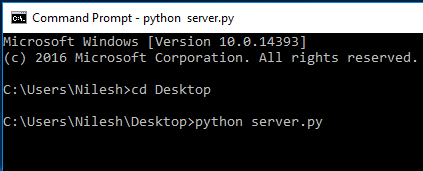 Command Prompt - python  server.py
Microsoft Windows [Version 10.0.14393]
(c) 2016 Microsoft Corporation. All rights reserved.
C:\Users\Nilesh>cd Desktop
C:\Users\Nilesh\Desktop>python server.py